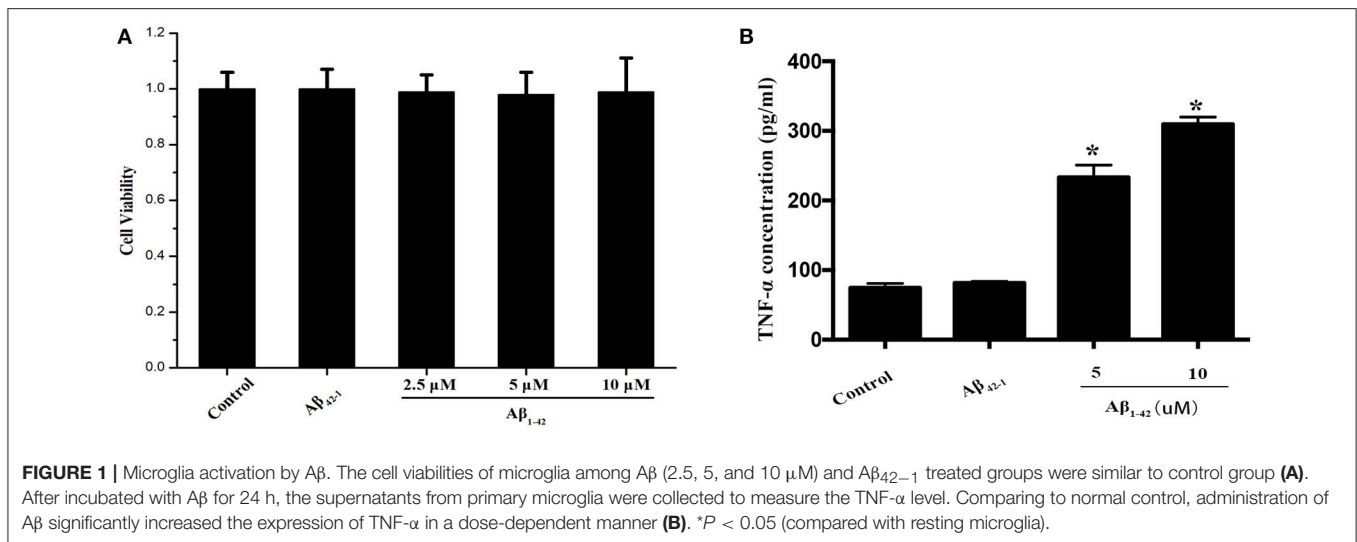 A
1.2
1.0
0.8
0.6
0.4
0.2
0.0
Cell Viability
Control
Aβ42-1
2.5 μM
5 μM
10 μM
Aβ1-42
B
400
300
200
100
0
TNF-α concentration (pg/ml)
*
*
Control
Aβ42-1
5
10
Aβ1-42(uM)
FIGURE 1 | Microglia activation by Aβ. The cell viabilities of microglia among Aβ (2.5, 5, and 10 μM) and Aβ42−1 treated groups were similar to control group (A).
After incubated with Aβ for 24 h, the supernatants from primary microglia were collected to measure the TNF-α level. Comparing to normal control, administration of
Aβ significantly increased the expression of TNF-α in a dose-dependent manner (B). *P < 0.05 (compared with resting microglia).